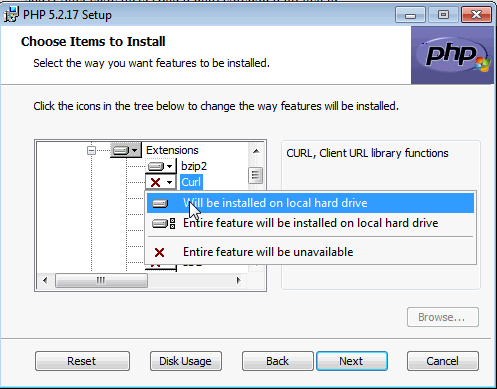 PHP 5.2.17 Setup
Choose Items to Install
Select the way you want features to be installed.
php
Click the icons in the tree below to change the way features will be installed.
Extensions
bzip2
Curl
CURL, Client URL library functions
Will be installed on local hard drive
Entire feature will be installed on local hard drive
Entire feature will be unavailable
Browse...
Reset
Disk Usage
Back
Next
Cancel